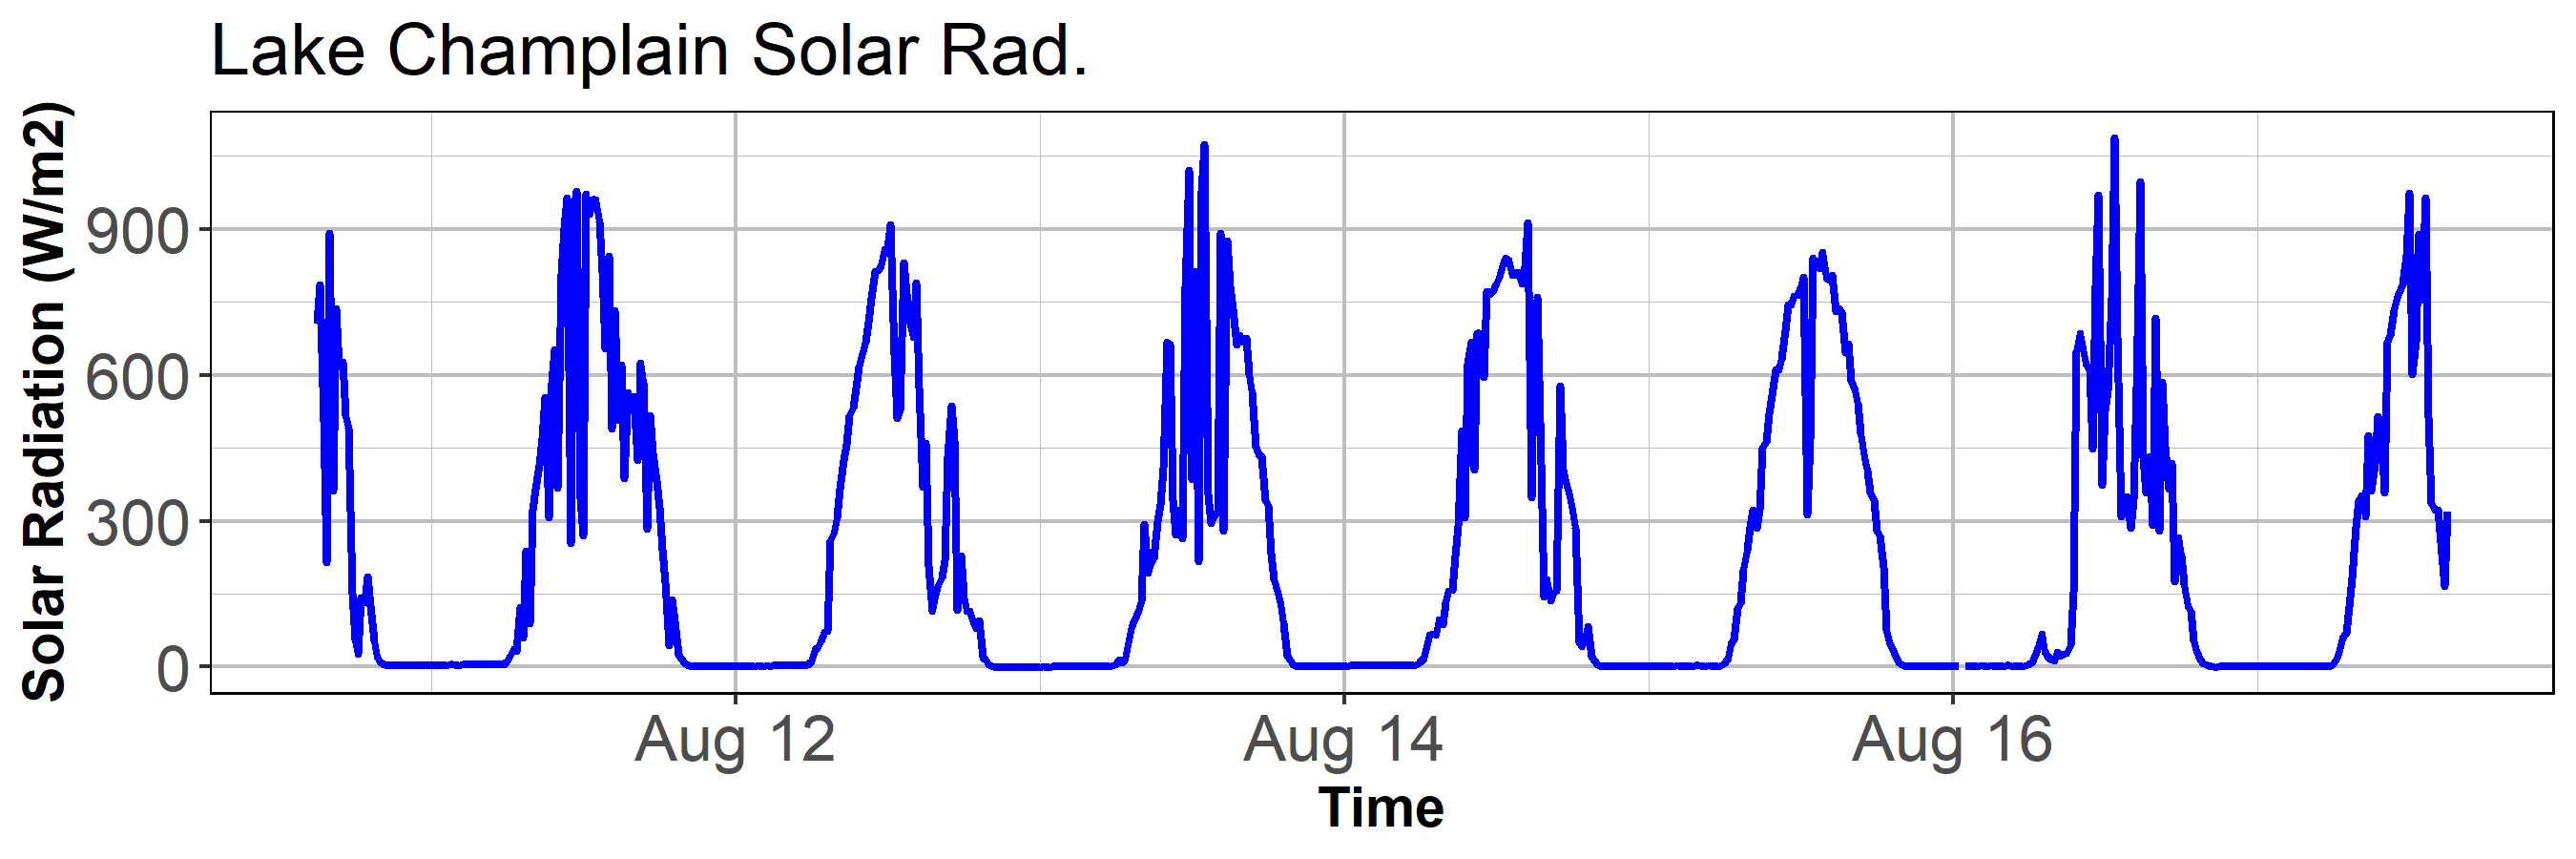 Lake Champlain Solar Rad.
Solar Radiation (W/m2)
900
600
300
0
Aug 12
Aug 14
Aug 16
Time